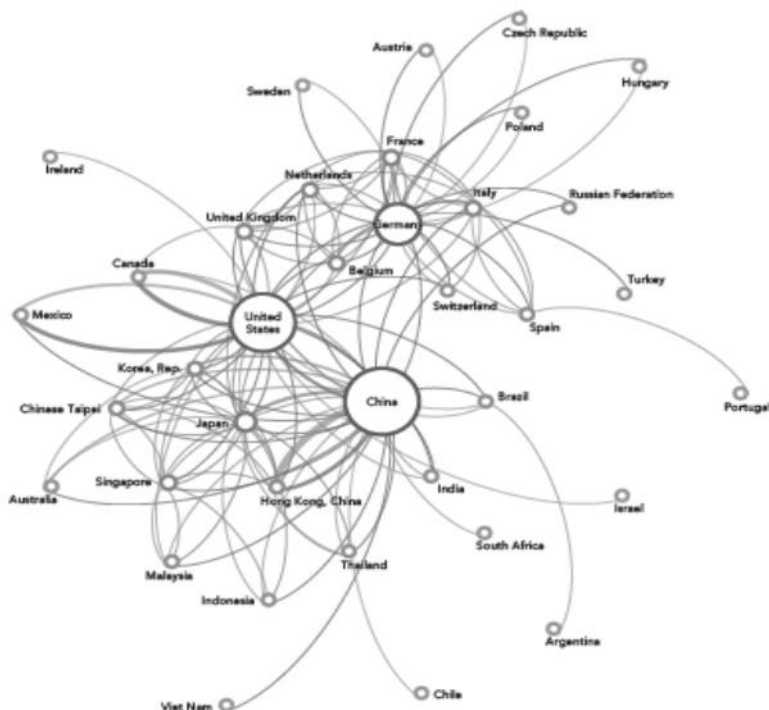 Czech Republic
Austria
Hungary
Sweden
Poland
France
Ireland
Netherlands
Italy
Russian Federation
United Kingdom
German
Canada
Belgium
Turkey
Switzerland
Mexico
United
States
Spain
Korea, Rep.
China
Brazil
Portugal
Chinese Taipei
Japan
Singapore
India
Australia
Hong Kong, China
Israel
South Africa
Malaysia
Thailand
Indonesia
Argentina
Chile
Viet Nam